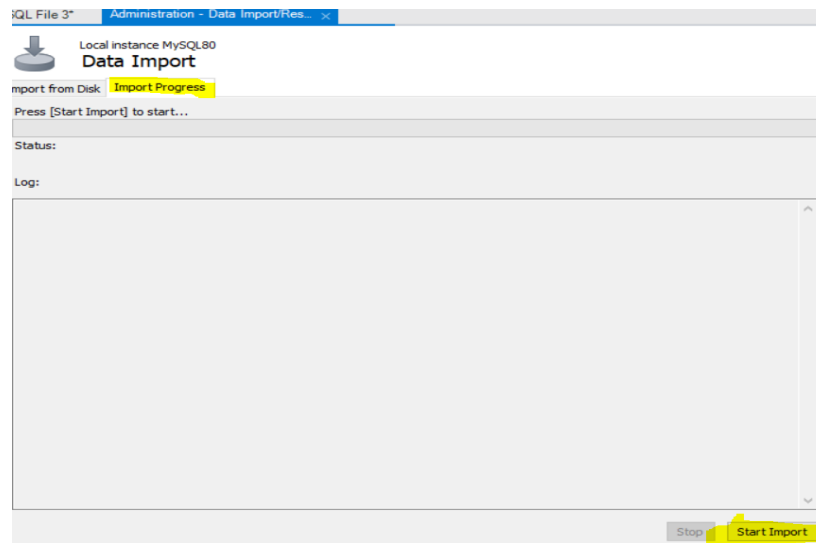 SQL File 3* Administration - Data Import/Res...
Local instance MySQL80
Data Import
mport from Disk Import Progress
Press [Start Import] to start...
Status:
Log:
Stop Start Import